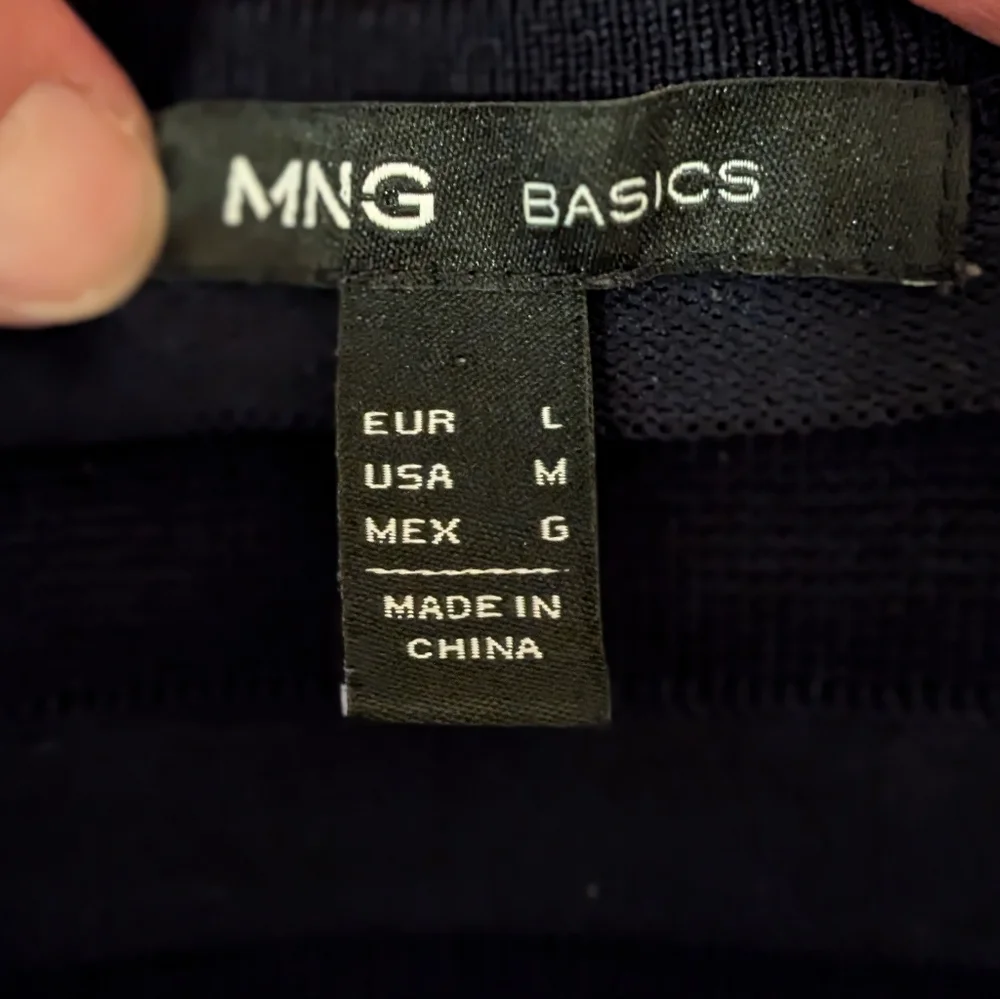 MNG BASICS
EUR L
USA M
MEX G
MADE IN
CHINA